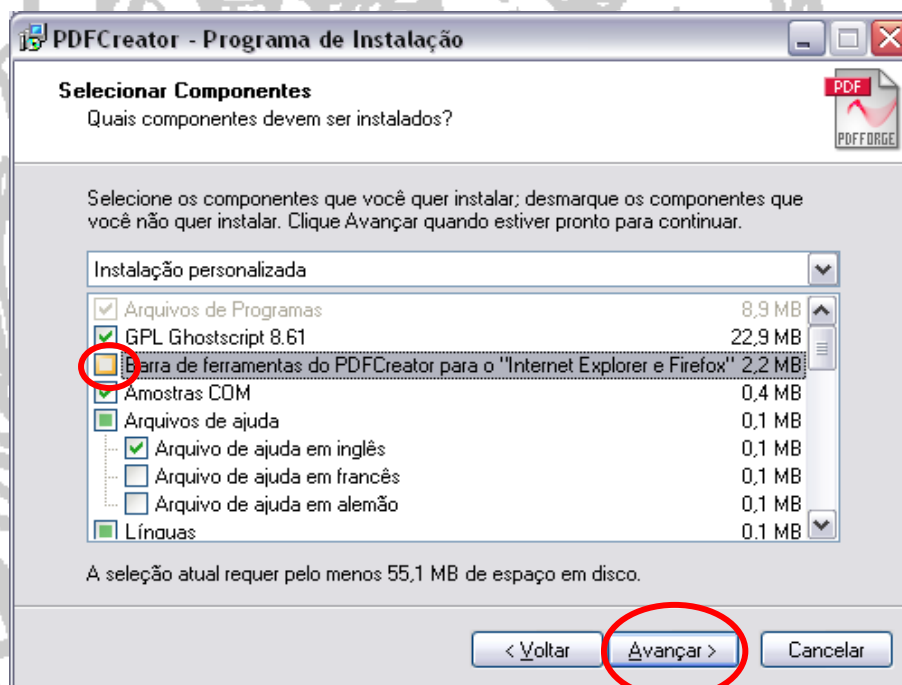 PDFCreator - Programa de Instalação
Selecionar Componentes
Quais componentes devem ser instalados?
PDF
PDFFORGE
Selecione os componentes que você quer instalar; desmarque os componentes que
você não quer instalar. Clique Avançar quando estiver pronto para continuar.
Instalação personalizada
Arquivos de Programas 8,9 MB
GPL Ghostscript 8.61 22,9 MB
Barra de ferramentas do PDFCreator para o "Internet Explorer e Firefox" 2,2 MB
Amostras COM 0,4 MB
Arquivos de ajuda 0,1 MB
Arquivo de ajuda em inglês 0,1 MB
Arquivo de ajuda em francês 0,1 MB
Arquivo de ajuda em alemão 0,1 MB
Línguas 0,1 MB
A seleção atual requer pelo menos 55,1 MB de espaço em disco.
< Voltar Avançar > Cancelar